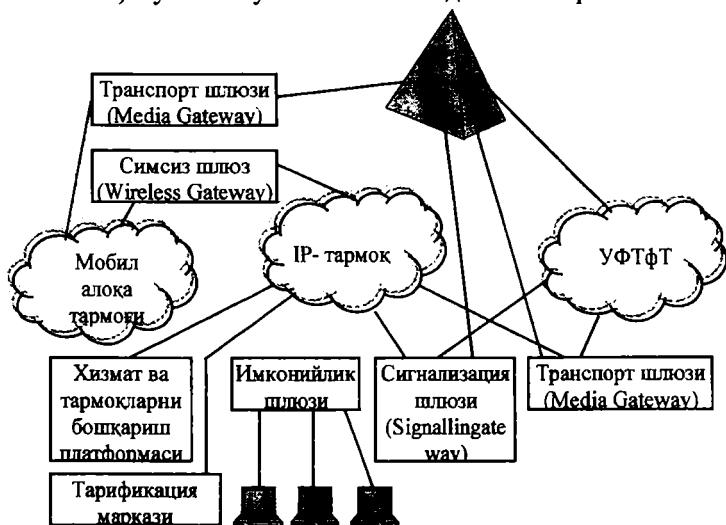 Транспорт шлюзи
(Media Gateway)
Симсиз шлюз
(Wireless Gateway)
Мобил
алоқа
тармоғи
IP- тармоқ
УФТфТ
Хизмат ва
тармоқларни
бошқариш
платформаси
Имконийлик
шлюзи
Сигнализация
шлюзи
(Signallingate
way)
Транспорт шлюзи
(Media Gateway)
Тарификация
маркази